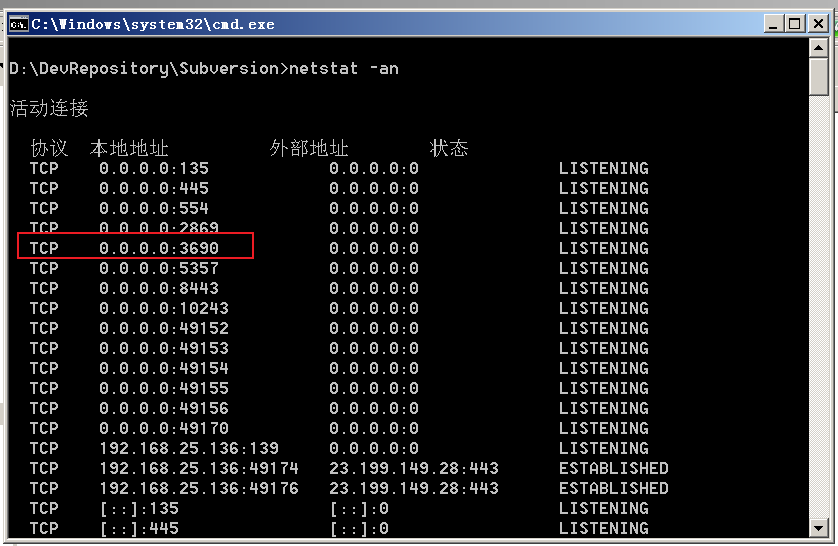 C:\Windows\system32\cmd.exe
D:\DevRepository\Subversion>netstat -an
活动连接
协议 本地地址 外部地址 状态
TCP 0.0.0.0:135 0.0.0.0:0 LISTENING
TCP 0.0.0.0:445 0.0.0.0:0 LISTENING
TCP 0.0.0.0:554 0.0.0.0:0 LISTENING
TCP 0.0.0.0:2869 0.0.0.0:0 LISTENING
TCP 0.0.0.0:3690 0.0.0.0:0 LISTENING
TCP 0.0.0.0:5357 0.0.0.0:0 LISTENING
TCP 0.0.0.0:8443 0.0.0.0:0 LISTENING
TCP 0.0.0.0:10243 0.0.0.0:0 LISTENING
TCP 0.0.0.0:49152 0.0.0.0:0 LISTENING
TCP 0.0.0.0:49153 0.0.0.0:0 LISTENING
TCP 0.0.0.0:49154 0.0.0.0:0 LISTENING
TCP 0.0.0.0:49155 0.0.0.0:0 LISTENING
TCP 0.0.0.0:49156 0.0.0.0:0 LISTENING
TCP 0.0.0.0:49170 0.0.0.0:0 LISTENING
TCP 192.168.25.136:139 0.0.0.0:0 LISTENING
TCP 192.168.25.136:49174 23.199.149.28:443 ESTABLISHED
TCP 192.168.25.136:49176 23.199.149.28:443 ESTABLISHED
TCP [::]:135 [::]:0 LISTENING
TCP [::]:445 [::]:0 LISTENING